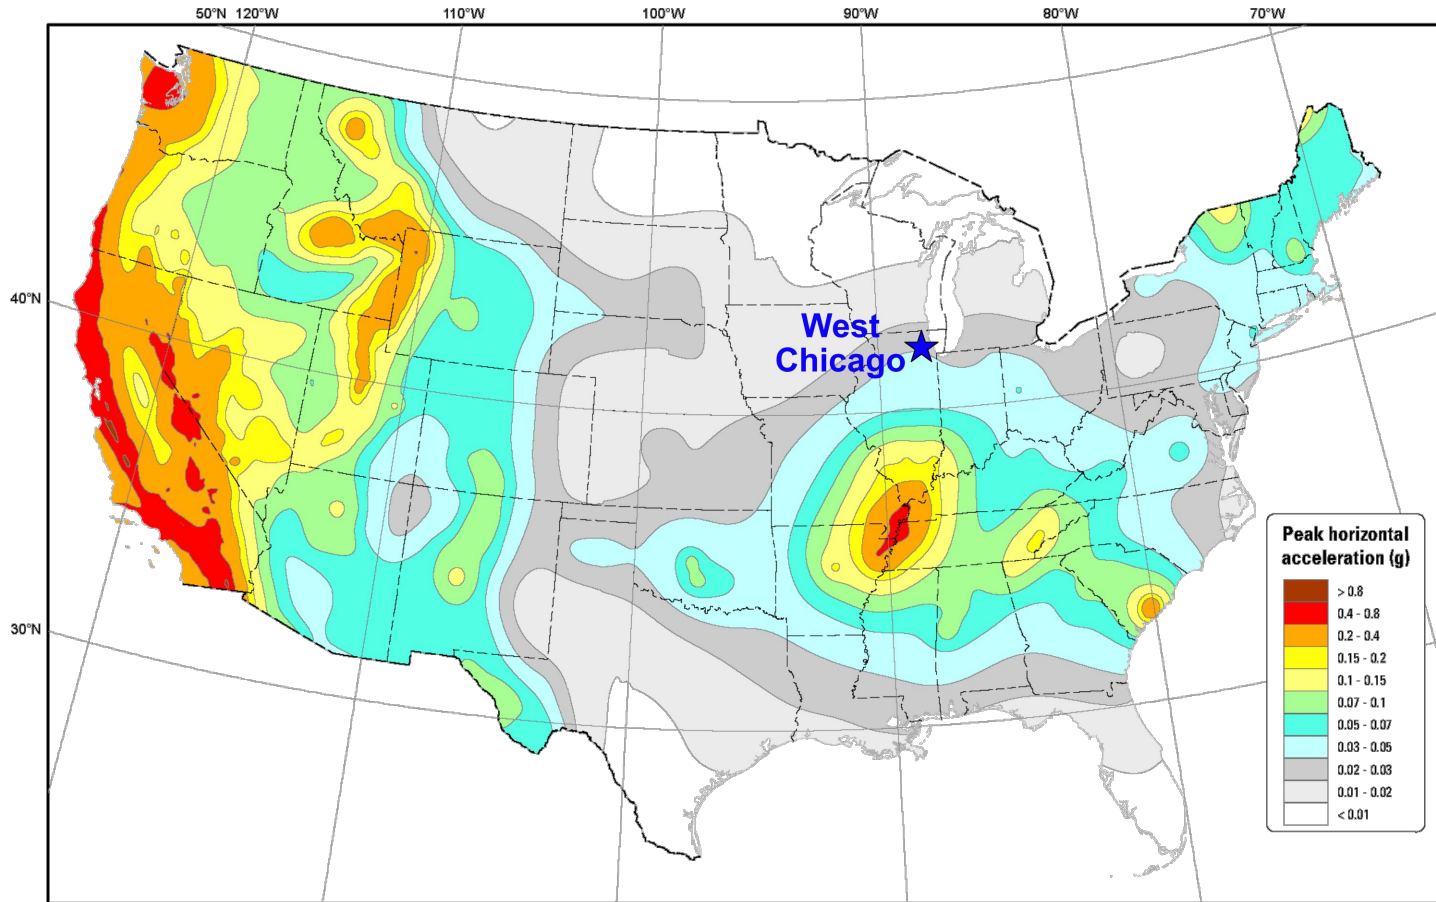 50°N 120°W 110°W 100°W 90°W 80°W 70°W
40°N
30°N
West
Chicago
Peak horizontal
acceleration (g)
> 0.8
0.4 - 0.8
0.2 - 0.4
0.15 - 0.2
0.1 - 0.15
0.07 - 0.1
0.05 - 0.07
0.03 - 0.05
0.02 - 0.03
0.01 - 0.02
< 0.01